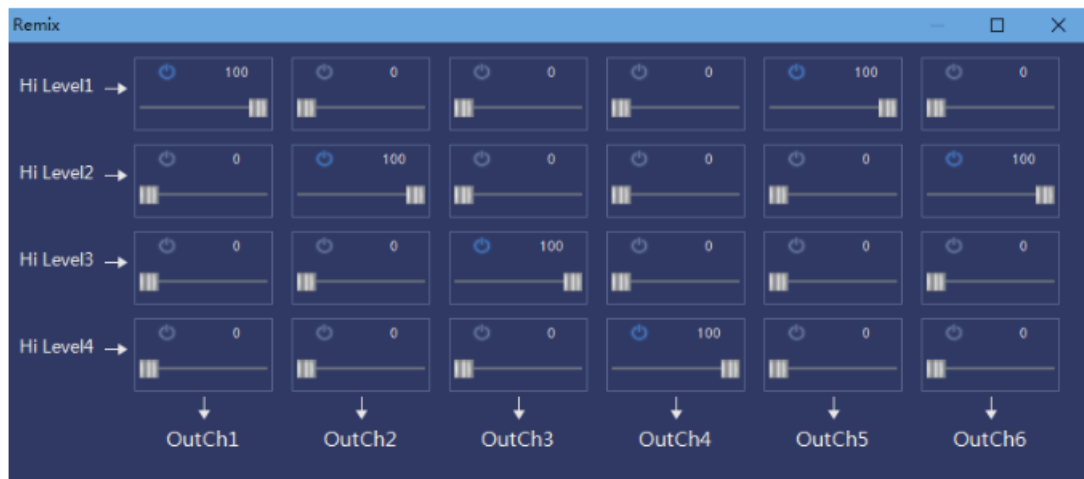 Remix
Hi Level1 100 0 0 0 100 0
Hi Level2 0 100 0 0 0 100
Hi Level3 0 0 100 0 0 0
Hi Level4 0 0 0 100 0 0
OutCh1 OutCh2 OutCh3 OutCh4 OutCh5 OutCh6